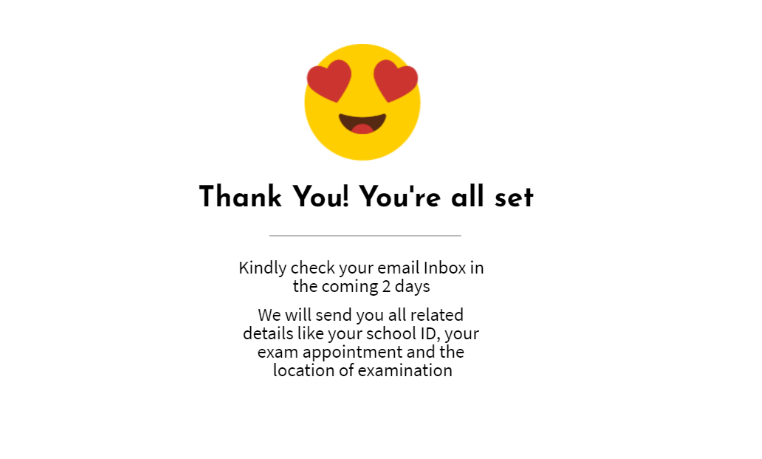 Thank You! You're all set
Kindly check your email Inbox in
the coming 2 days
We will send you all related
details like your school ID, your
exam appointment and the
location of examination